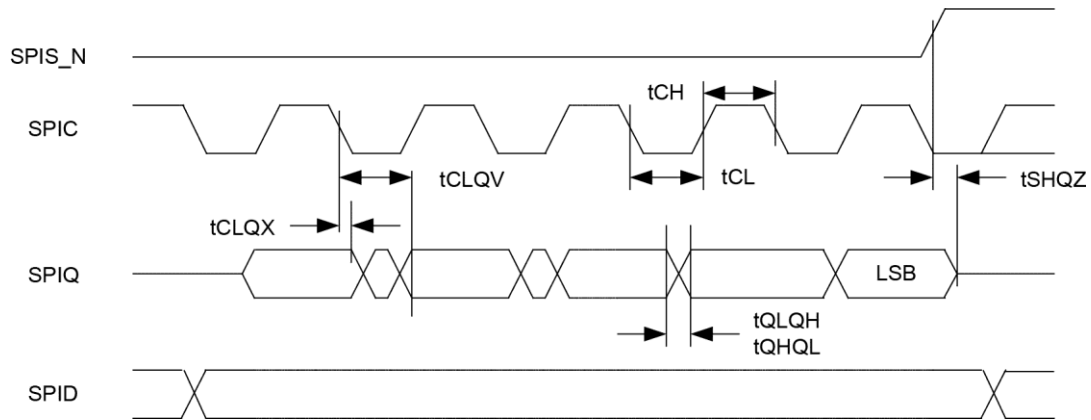 SPIS_N
tCH
SPIC
tCLQV
tCL
tSHQZ
tCLQX
SPIQ
LSB
tQLQH
tQHQL
SPID